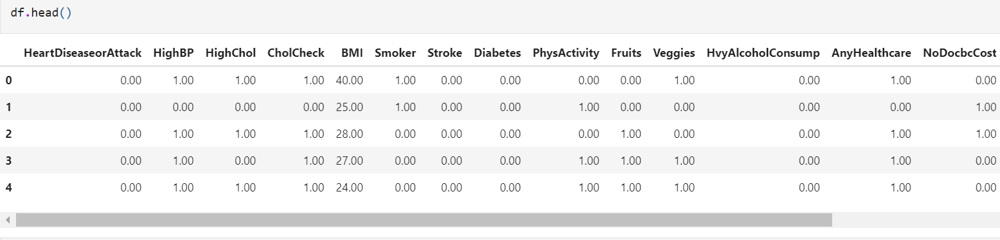 df.head()
HeartDiseaseorAttack HighBP HighChol CholCheck BMI Smoker Stroke Diabetes PhysActivity Fruits Veggies HvyAlcoholConsump AnyHealthcare NoDocbcCost
0 0.00 1.00 1.00 1.00 40.00 1.00 0.00 0.00 0.00 0.00 1.00 0.00 1.00 0.00
1 0.00 0.00 0.00 0.00 25.00 1.00 0.00 0.00 1.00 0.00 0.00 0.00 0.00 1.00
2 0.00 1.00 1.00 1.00 28.00 0.00 0.00 0.00 0.00 1.00 0.00 0.00 1.00 1.00
3 0.00 1.00 0.00 1.00 27.00 0.00 0.00 0.00 1.00 1.00 1.00 0.00 1.00 0.00
4 0.00 1.00 1.00 1.00 24.00 0.00 0.00 0.00 1.00 1.00 1.00 0.00 1.00 0.00